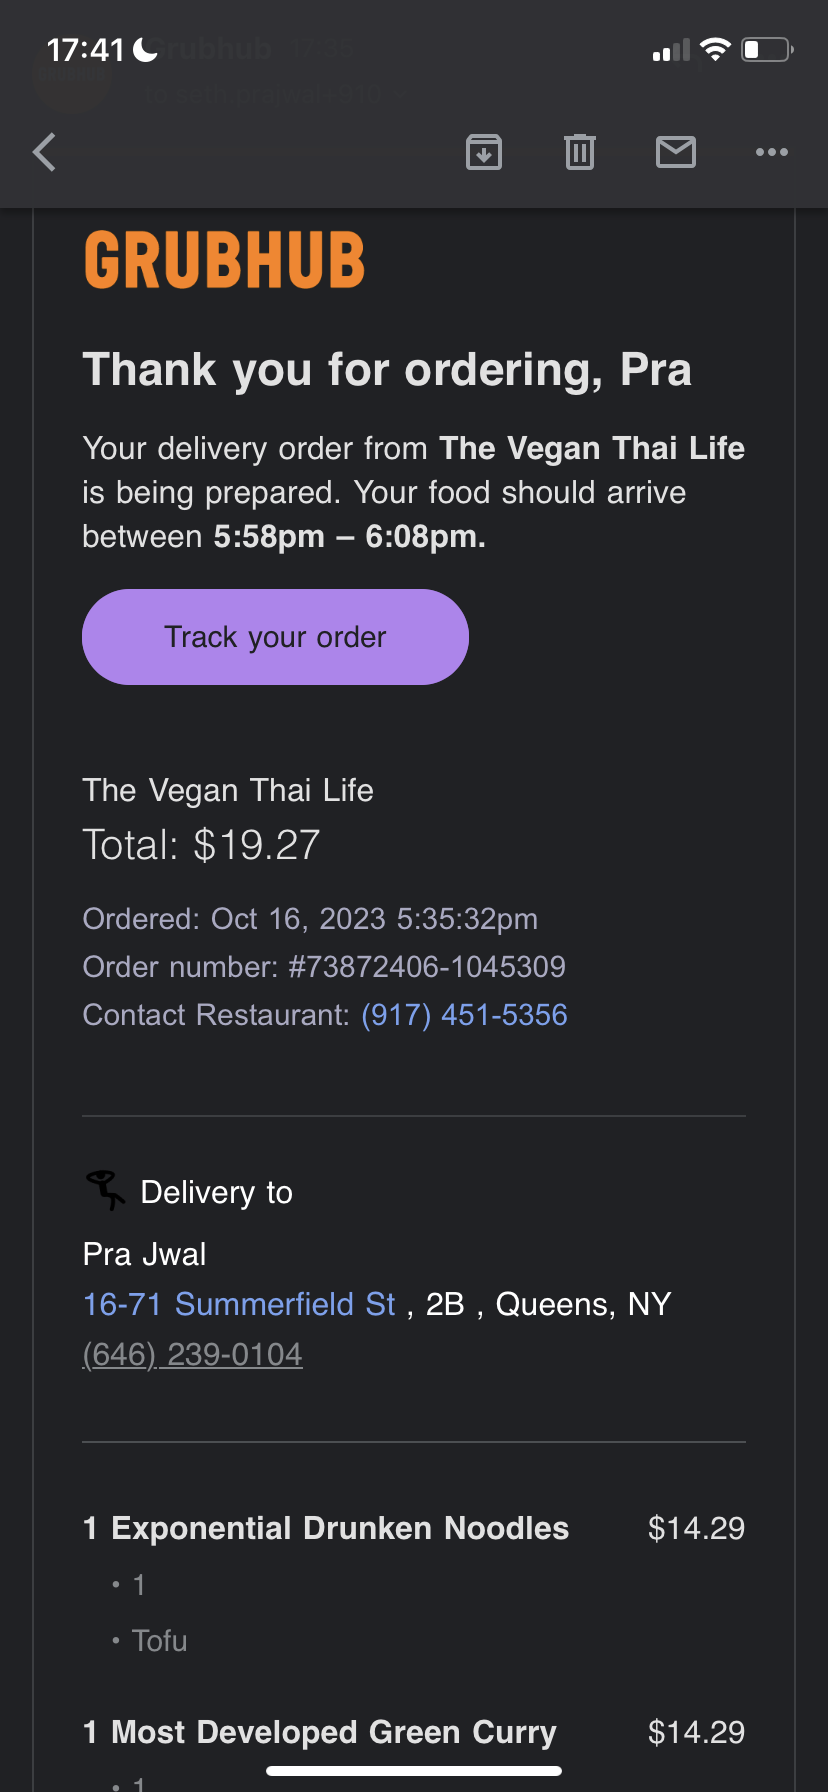 17:41
Grubhub 17:35
GRUBHUB
Thank you for ordering, Pra
Your delivery order from The Vegan Thai Life
is being prepared. Your food should arrive
between 5:58pm – 6:08pm.
Track your order
The Vegan Thai Life
Total: $19.27
Ordered: Oct 16, 2023 5:35:32pm
Order number: #73872406-1045309
Contact Restaurant: (917) 451-5356
Delivery to
Pra Jwal
16-71 Summerfield St , 2B , Queens, NY
(646) 239-0104
1 Exponential Drunken Noodles $14.29
• 1
• Tofu
1 Most Developed Green Curry $14.29
• 1